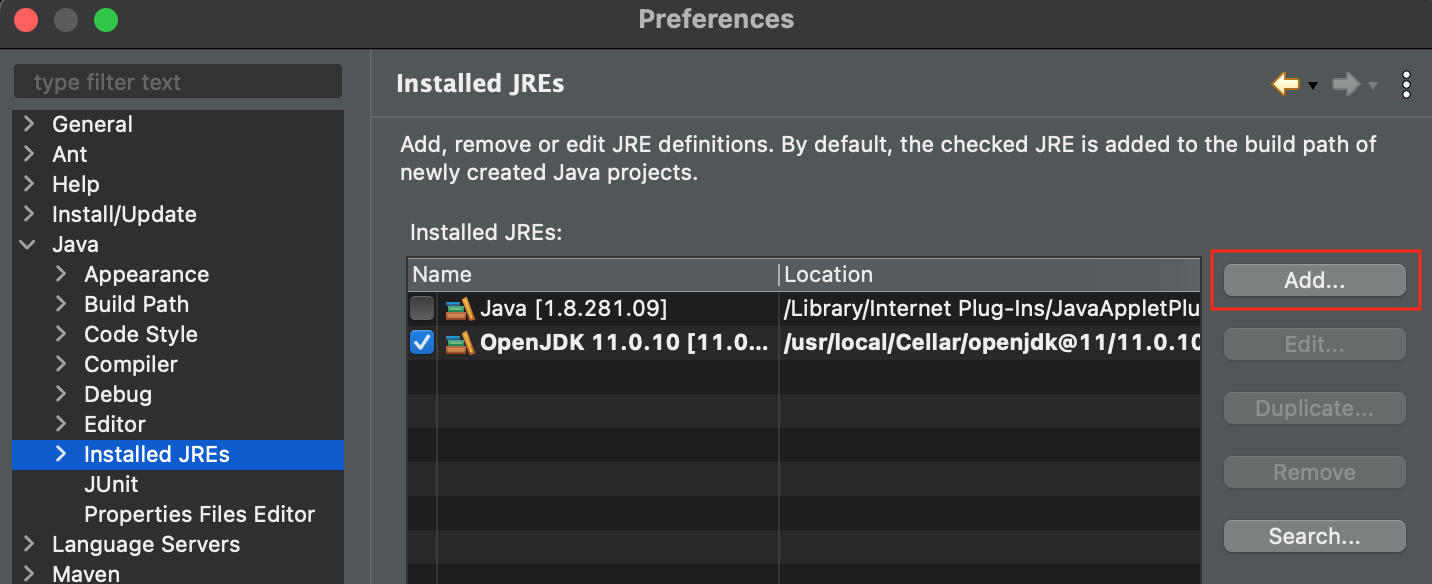 Preferences
type filter text
General
Ant
Help
Install/Update
Java
Appearance
Build Path
Code Style
Compiler
Debug
Editor
Installed JREs
JUnit
Properties Files Editor
Language Servers
Maven
Installed JREs
Add, remove or edit JRE definitions. By default, the checked JRE is added to the build path of
newly created Java projects.
Installed JREs:
Name Location
Java [1.8.281.09] /Library/Internet Plug-Ins/JavaAppletPlu
OpenJDK 11.0.10 [11.0... /usr/local/Cellar/openjdk@11/11.0.10
Add...
Edit...
Duplicate...
Remove
Search...